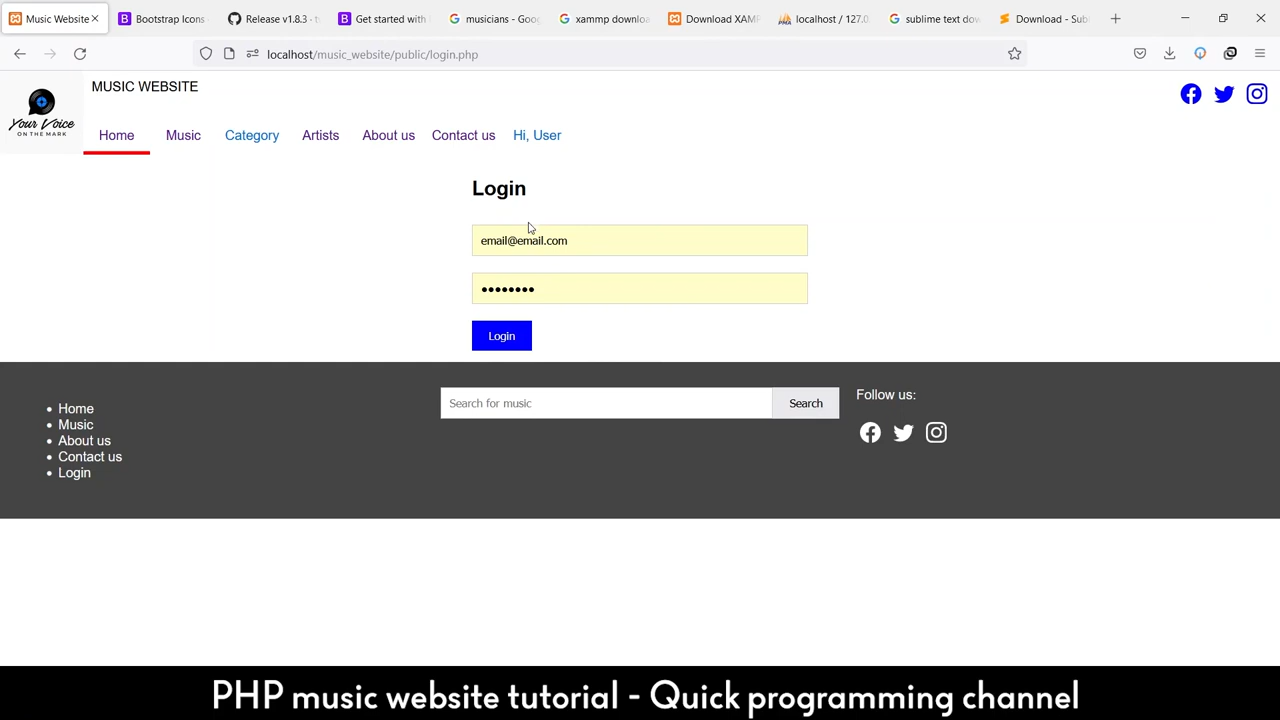 Music Website
Bootstrap Icons
Release v1.8.3 - t
Get started with
musicians - Goog
xammp downlo
Download XAM
localhost / 127.0
sublime text dow
Download - Sub
localhost/music_website/public/login.php
YOUR VOICE
ON THE MARK
MUSIC WEBSITE
Home
Music
Category
Artists
About us
Contact us
Hi, User
Login
email@email.com
Login
Home
Music
About us
Contact us
Login
Search for music
Search
Follow us:
PHP music website tutorial - Quick programming channel